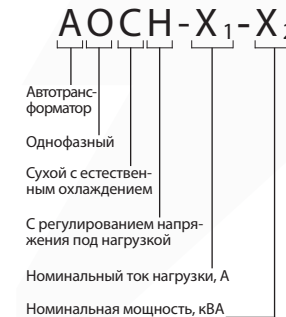 АОСН-Х₁-Х₂
Автотранс-
форматор
Однофазный
Сухой с естествен-
ным охлаждением
С регулированием напря-
жения под нагрузкой
Номинальный ток нагрузки, А
Номинальная мощность, кВА